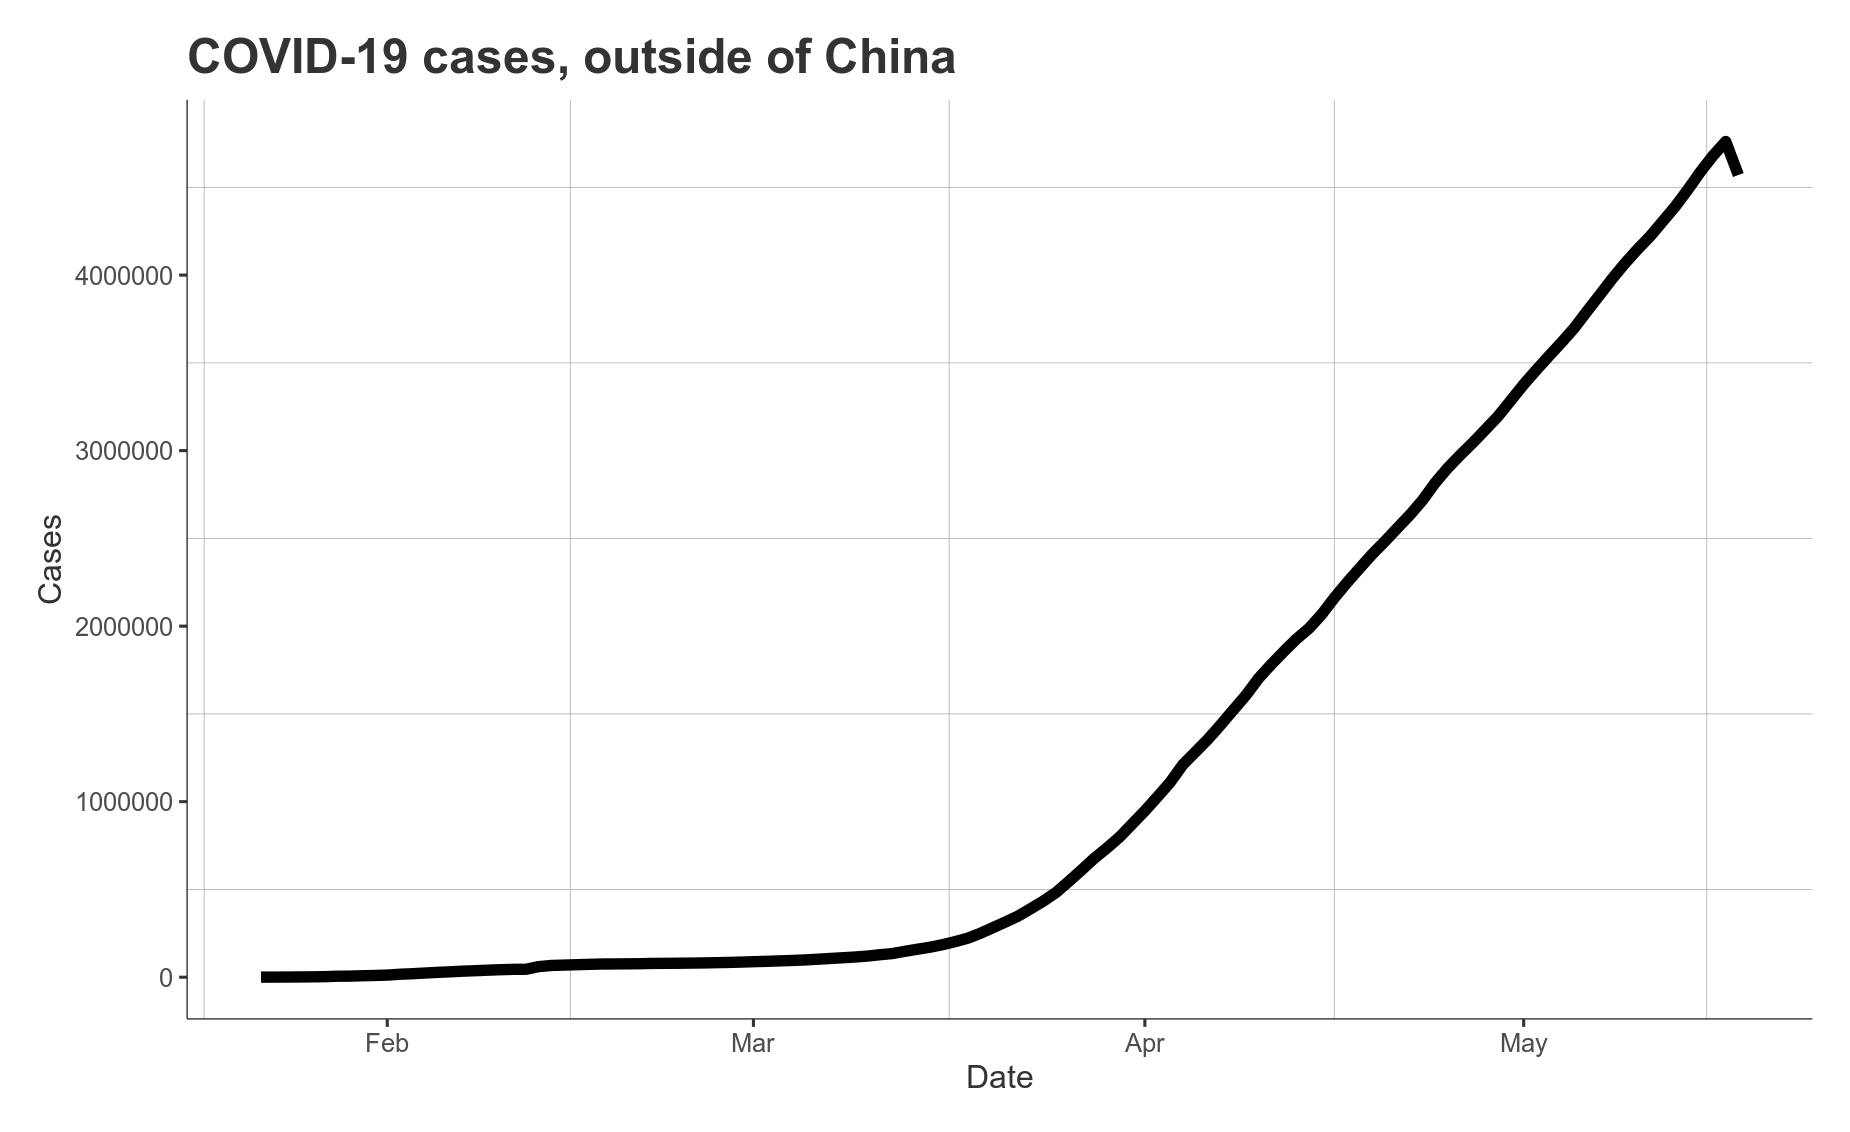 COVID-19 cases, outside of China
4000000
3000000
2000000
1000000
0
Cases
Feb Mar Apr May
Date